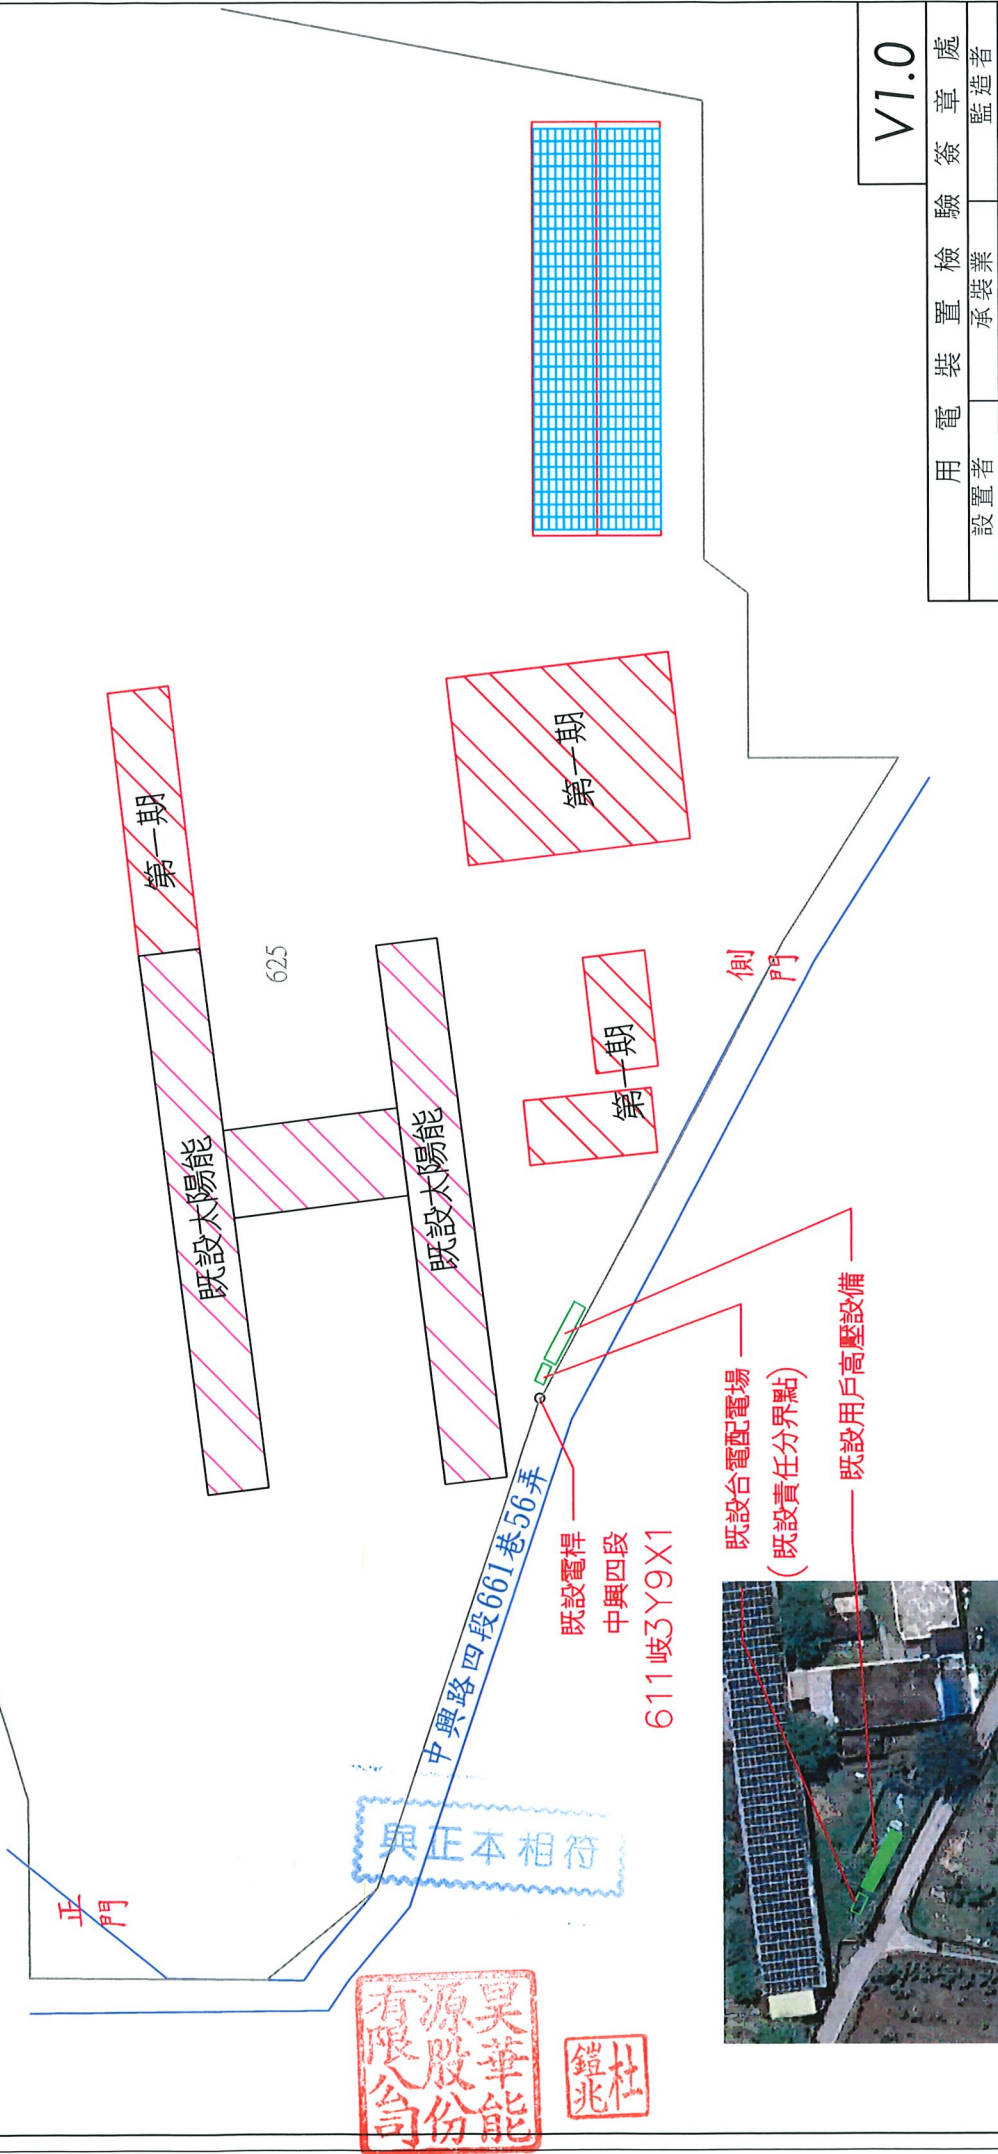 正
門
中興路四段661巷56弄
與正本相符
昊華能
源股份
有限公司
杜
鎧兆
既設太陽能
既設太陽能
第一期
625
第一期
第一期
側
門
既設電桿
中興四段
611岐3Y9X1
既設台電配電場
(既設責任分界點)
既設用戶高壓設備
V1.0
用電裝置檢驗簽章處
設置者
承裝業
監造者